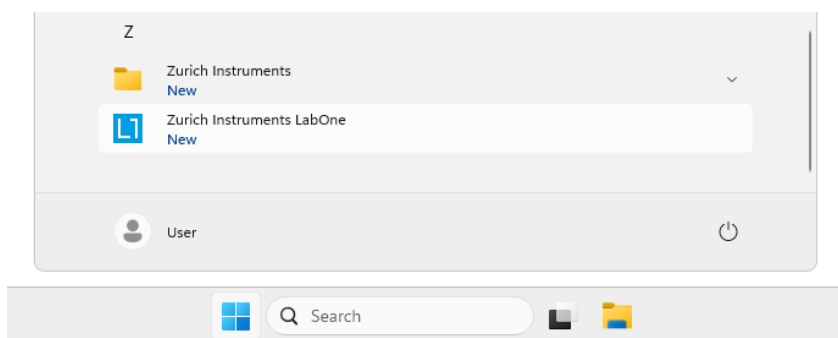 Z
Zurich Instruments
New
Zurich Instruments LabOne
New
User
Search